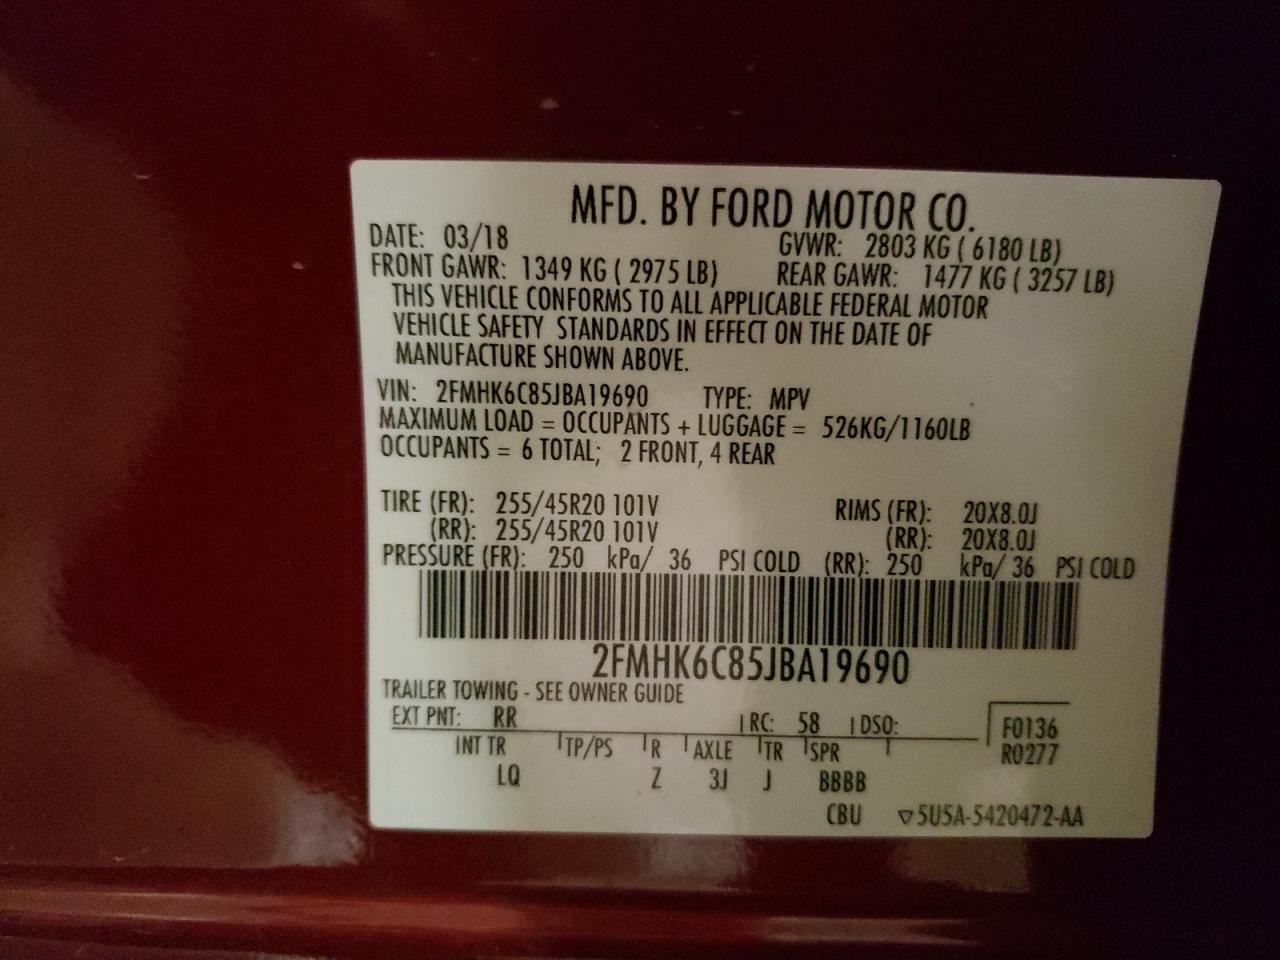 MFD. BY FORD MOTOR CO.
DATE: 03/18 GVWR: 2803 KG ( 6180 LB)
FRONT GAWR: 1349 KG ( 2975 LB) REAR GAWR: 1477 KG ( 3257 LB)
THIS VEHICLE CONFORMS TO ALL APPLICABLE FEDERAL MOTOR
VEHICLE SAFETY STANDARDS IN EFFECT ON THE DATE OF
MANUFACTURE SHOWN ABOVE.
VIN: 2FMHK6C85JBA19690 TYPE: MPV
MAXIMUM LOAD = OCCUPANTS + LUGGAGE = 526KG/1160LB
OCCUPANTS = 6 TOTAL; 2 FRONT, 4 REAR
TIRE (FR): 255/45R20 101V RIMS (FR): 20X8.0J
(RR): 255/45R20 101V (RR): 20X8.0J
PRESSURE (FR): 250 kPa/ 36 PSI COLD (RR): 250 kPa/ 36 PSI COLD
2FMHK6C85JBA19690
TRAILER TOWING - SEE OWNER GUIDE
EXT PNT: RR RC: 58 DSO: F0136
INT TR TP/PS R AXLE TR SPR R0277
LQ Z 3J J BBBB
CBU ▽5U5A-5420472-AA